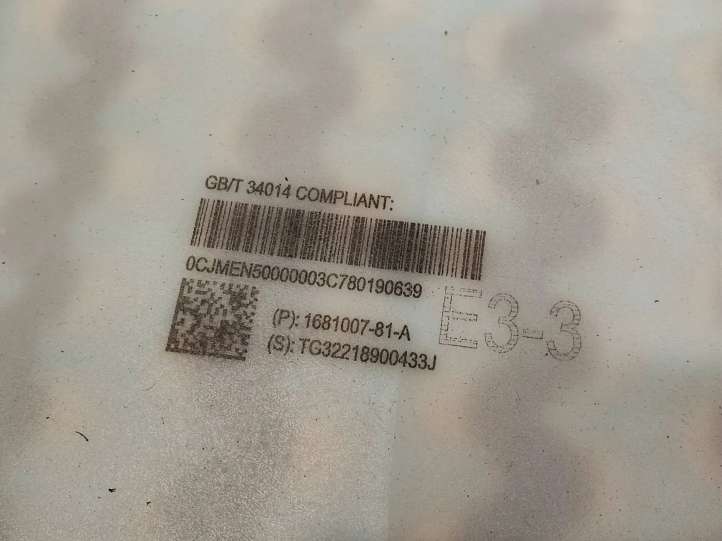 GB/T 34014 COMPLIANT:
0CJMEN50000003C780190639
(P): 1681007-81-A
(S): TG32218900433J
E3-3